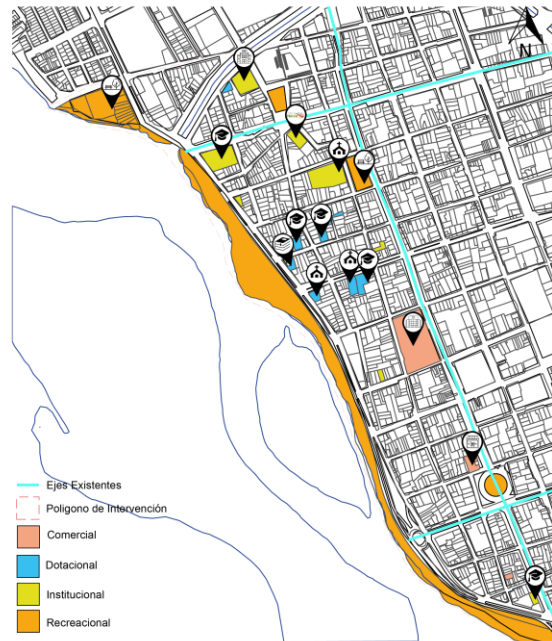 N
Ejes Existentes
Poligono de Intervención
Comercial
Dotacional
Institucional
Recreacional